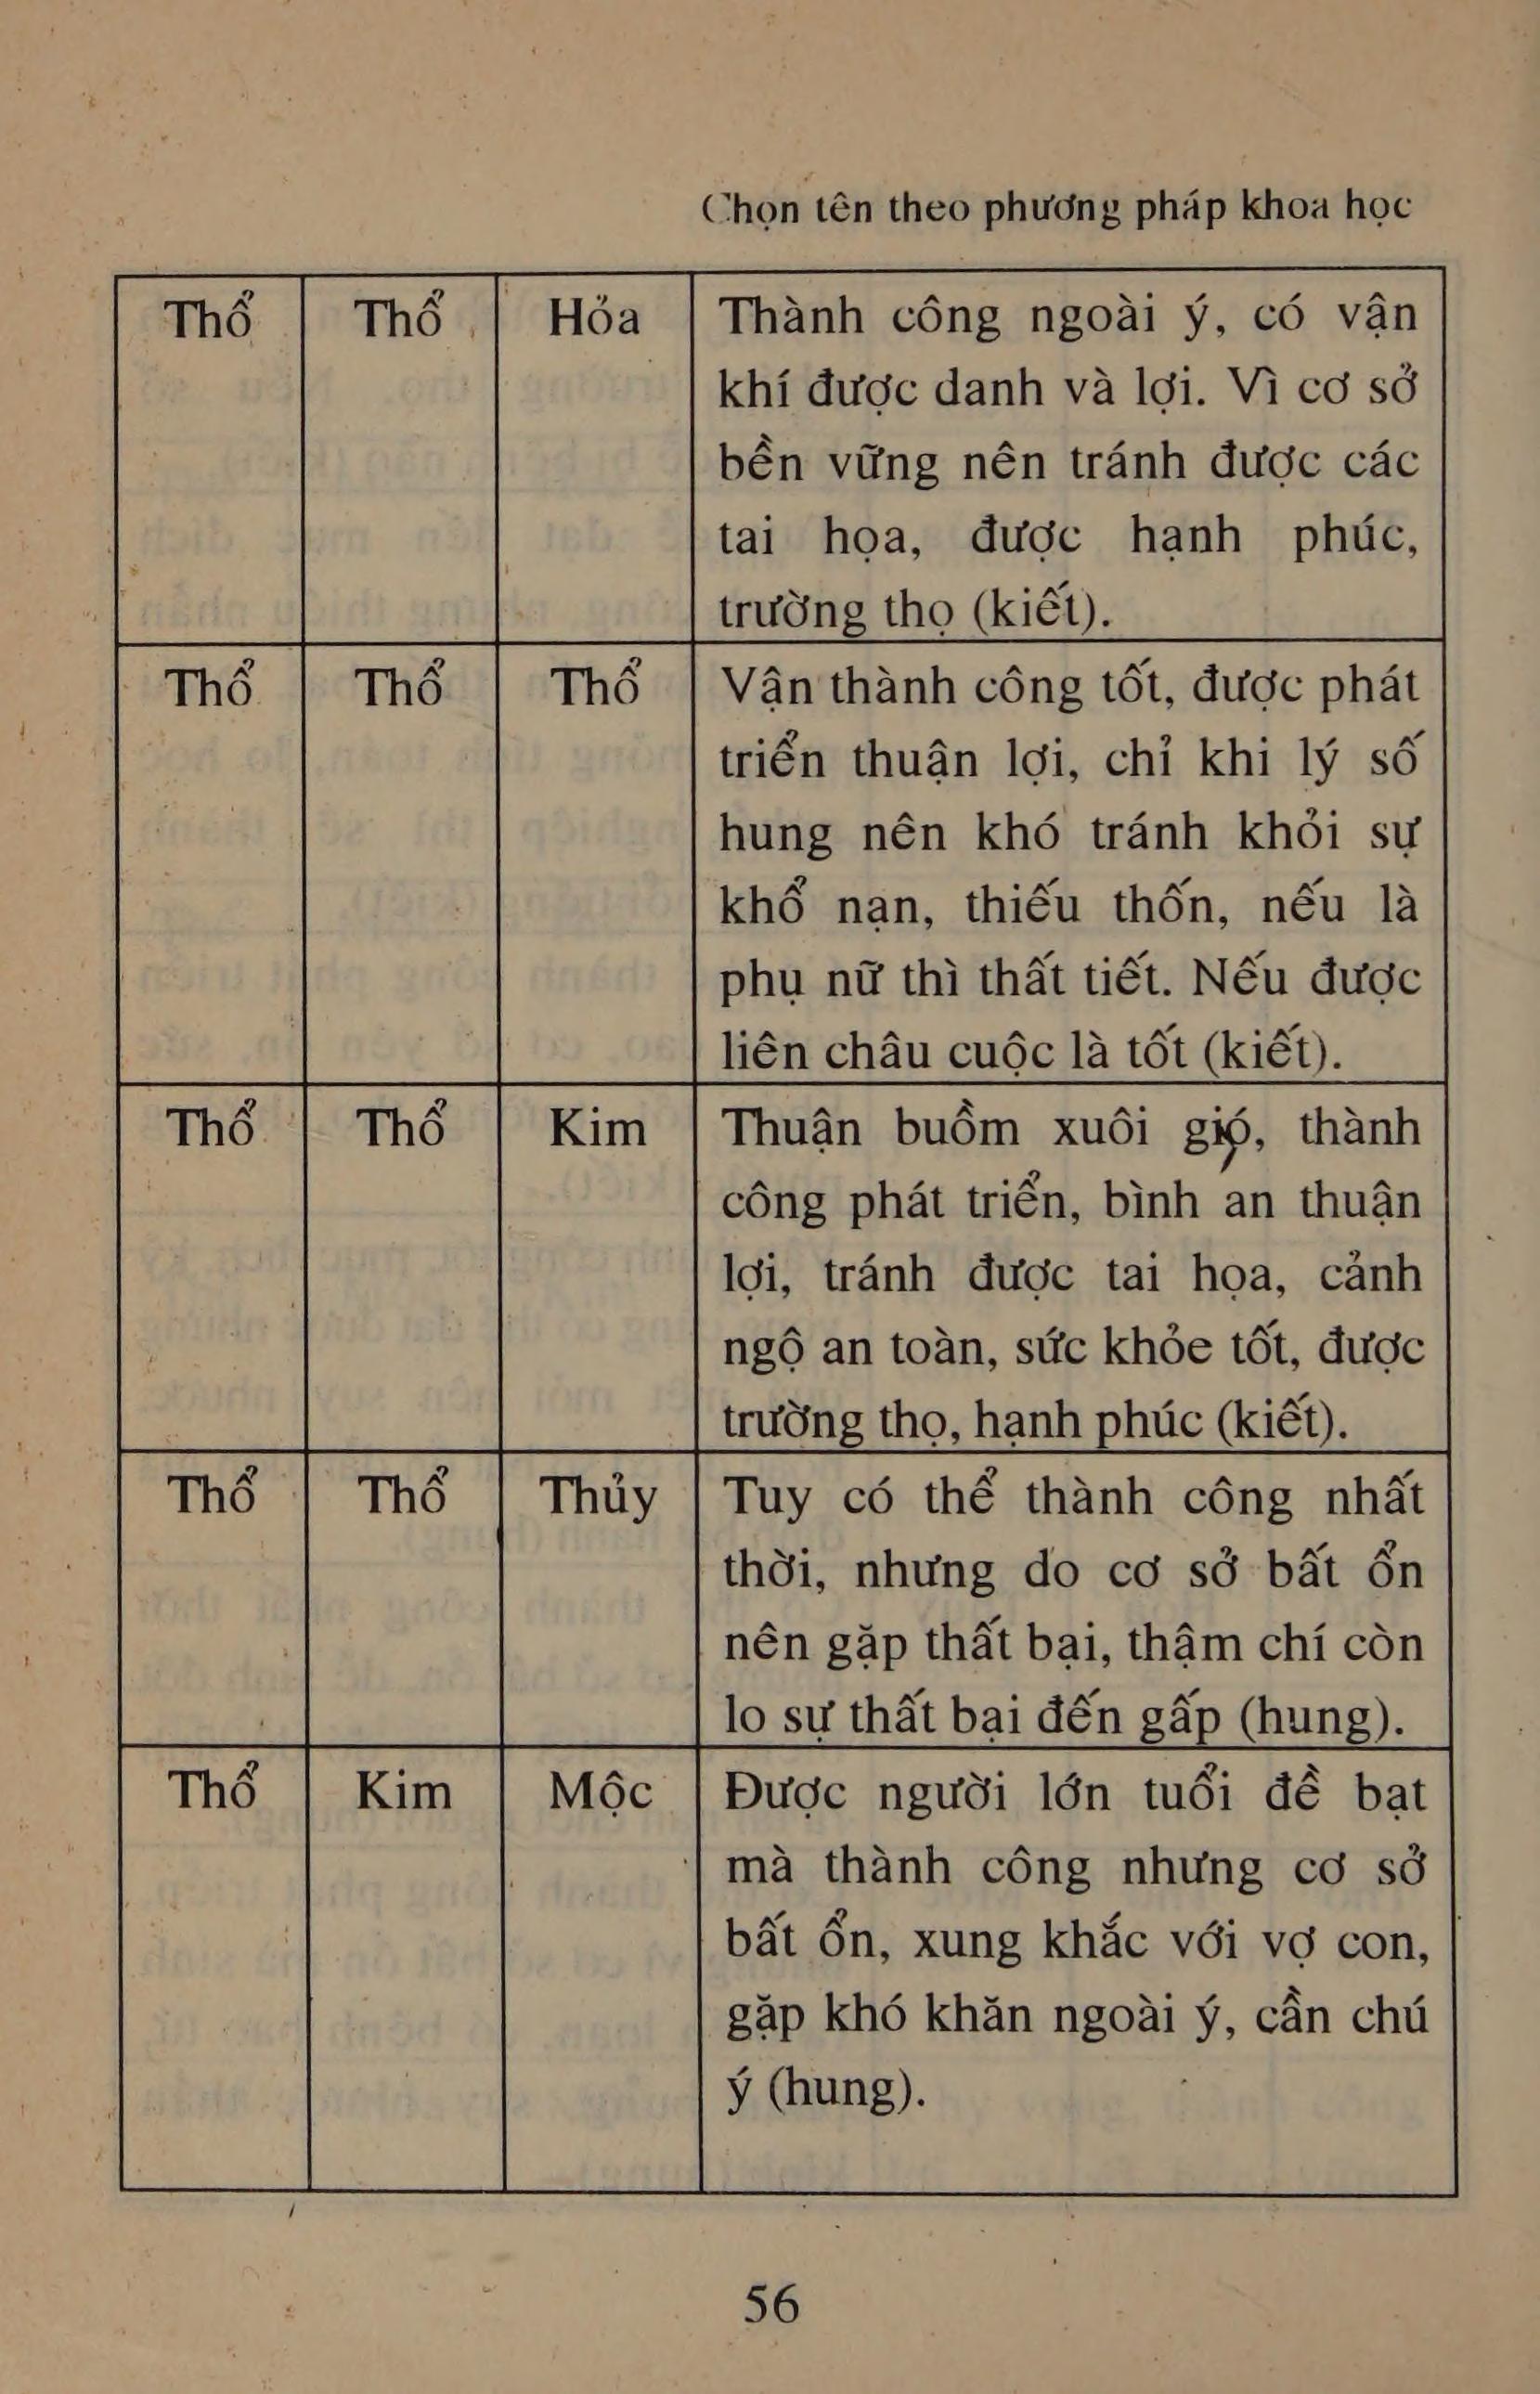 Chọn tên theo phương pháp khoa học
Thổ Thổ Hỏa Thành công ngoài ý, có vận
khí được danh và lợi. Vì cơ sở
bền vững nên tránh được các
tai họa, được hạnh phúc,
trường thọ (kiết).
Thổ Thổ Thổ Vận thành công tốt, được phát
triển thuận lợi, chỉ khi lý số
hung nên khó tránh khỏi sự
khổ nạn, thiếu thốn, nếu là
phụ nữ thì thất tiết. Nếu được
liên châu cuộc là tốt (kiết).
Thổ Thổ Kim Thuận buồm xuôi gió, thành
công phát triển, bình an thuận
lợi, tránh được tai họa, cảnh
ngộ an toàn, sức khỏe tốt, được
trường thọ, hạnh phúc (kiết).
Thổ Thổ Thủy Tuy có thể thành công nhất
thời, nhưng do cơ sở bất ổn
nên gặp thất bại, thậm chí còn
lo sự thất bại đến gấp (hung).
Thổ Kim Mộc Được người lớn tuổi đề bạt
mà thành công nhưng cơ sở
bất ổn, xung khắc với vợ con,
gặp khó khăn ngoài ý, cần chú
ý (hung).
56